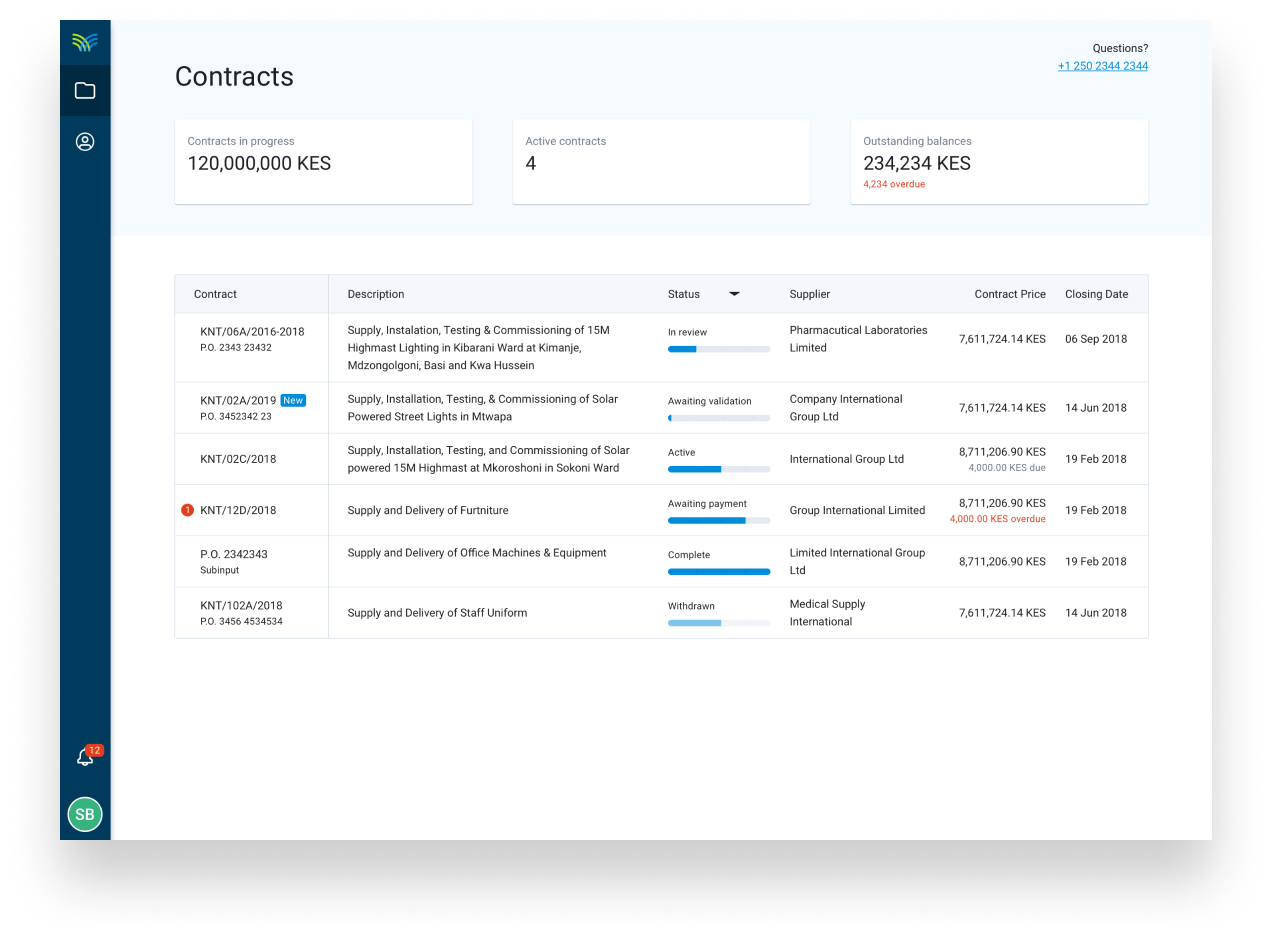 Questions?
+1 250 2344 2344
Contracts
Contracts in progress
120,000,000 KES
Active contracts
4
Outstanding balances
234,234 KES
4,234 overdue
Contract Description Status Supplier Contract Price Closing Date
KNT/06A/2016-2018
P.O. 2343 23432
Supply, Instalation, Testing & Commissioning of 15M
Highmast Lighting in Kibarani Ward at Kimanje,
Mdzongolgoni, Basi and Kwa Hussein
In review
Pharmacutical Laboratories
Limited
7,611,724.14 KES
06 Sep 2018
KNT/02A/2019 New
P.O. 3452342 23
Supply, Installation, Testing, & Commissioning of Solar
Powered Street Lights in Mtwapa
Awaiting validation
Company International
Group Ltd
7,611,724.14 KES
14 Jun 2018
KNT/02C/2018
Supply, Installation, Testing, and Commissioning of Solar
powered 15M Highmast at Mkoroshoni in Sokoni Ward
Active
International Group Ltd
8,711,206.90 KES
4,000.00 KES due
19 Feb 2018
1 KNT/12D/2018
Supply and Delivery of Furtniture
Awaiting payment
Group International Limited
8,711,206.90 KES
4,000.00 KES overdue
19 Feb 2018
P.O. 2342343
Subinput
Supply and Delivery of Office Machines & Equipment
Complete
Limited International Group
Ltd
8,711,206.90 KES
19 Feb 2018
KNT/102A/2018
P.O. 3456 4534534
Supply and Delivery of Staff Uniform
Withdrawn
Medical Supply
International
7,611,724.14 KES
14 Jun 2018
12
SB